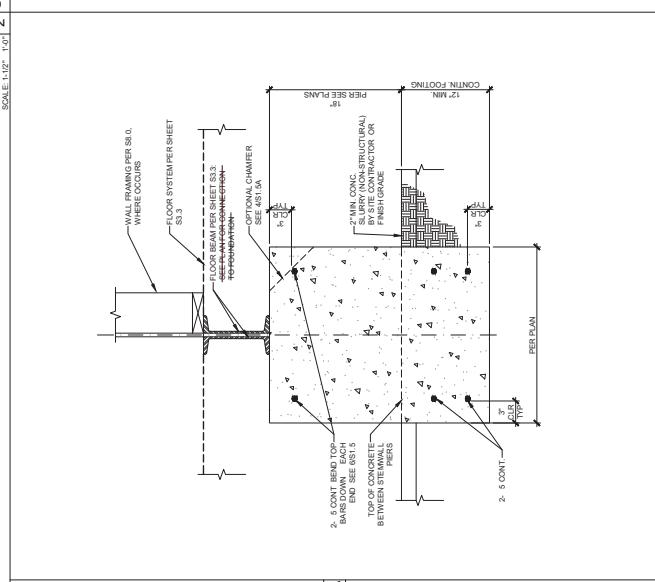 SCALE: 1-1/2" 1'-0"
2
WALL FRAMING PER S8.0,
WHERE OCCURS
FLOOR SYSTEM PER SHEET
S3.3
FLOOR BEAM PER SHEET S3.3:
SEE PLAN FOR CONNECTION
TO FOUNDATION
OPTIONAL CHAMFER
SEE 4/S1.5A
3"
CLR
TYP
18"
PIER SEE PLANS
2" MIN. CONC.
SLURRY (NON-STRUCTURAL)
BY SITE CONTRACTOR OR
FINISH GRADE
12" MIN.
CONTIN. FOOTING
3"
CLR
TYP
2- 5 CONT BEND TOP
BARS DOWN EACH
END SEE 6/S1.5
TOP OF CONCRETE
BETWEEN STEMWALL
PIERS
2- 5 CONT.
3"
CLR
TYP
PER PLAN